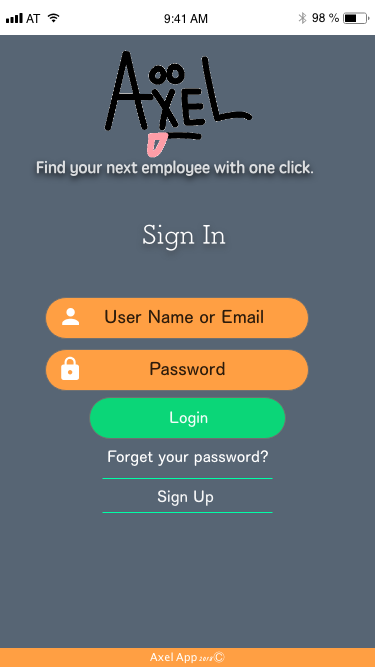 AT 9:41 AM 98 %
AXEL
Find your next employee with one click.
Sign In
User Name or Email
Password
Login
Forget your password?
Sign Up
Axel App 2018©